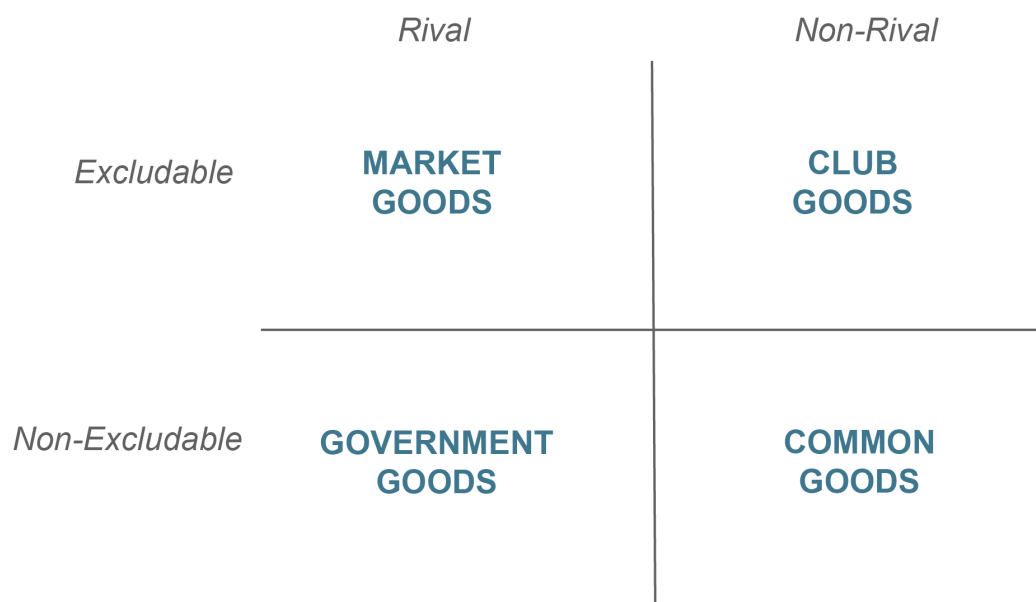 Rival
Non-Rival
Excludable
MARKET
GOODS
CLUB
GOODS
Non-Excludable
GOVERNMENT
GOODS
COMMON
GOODS